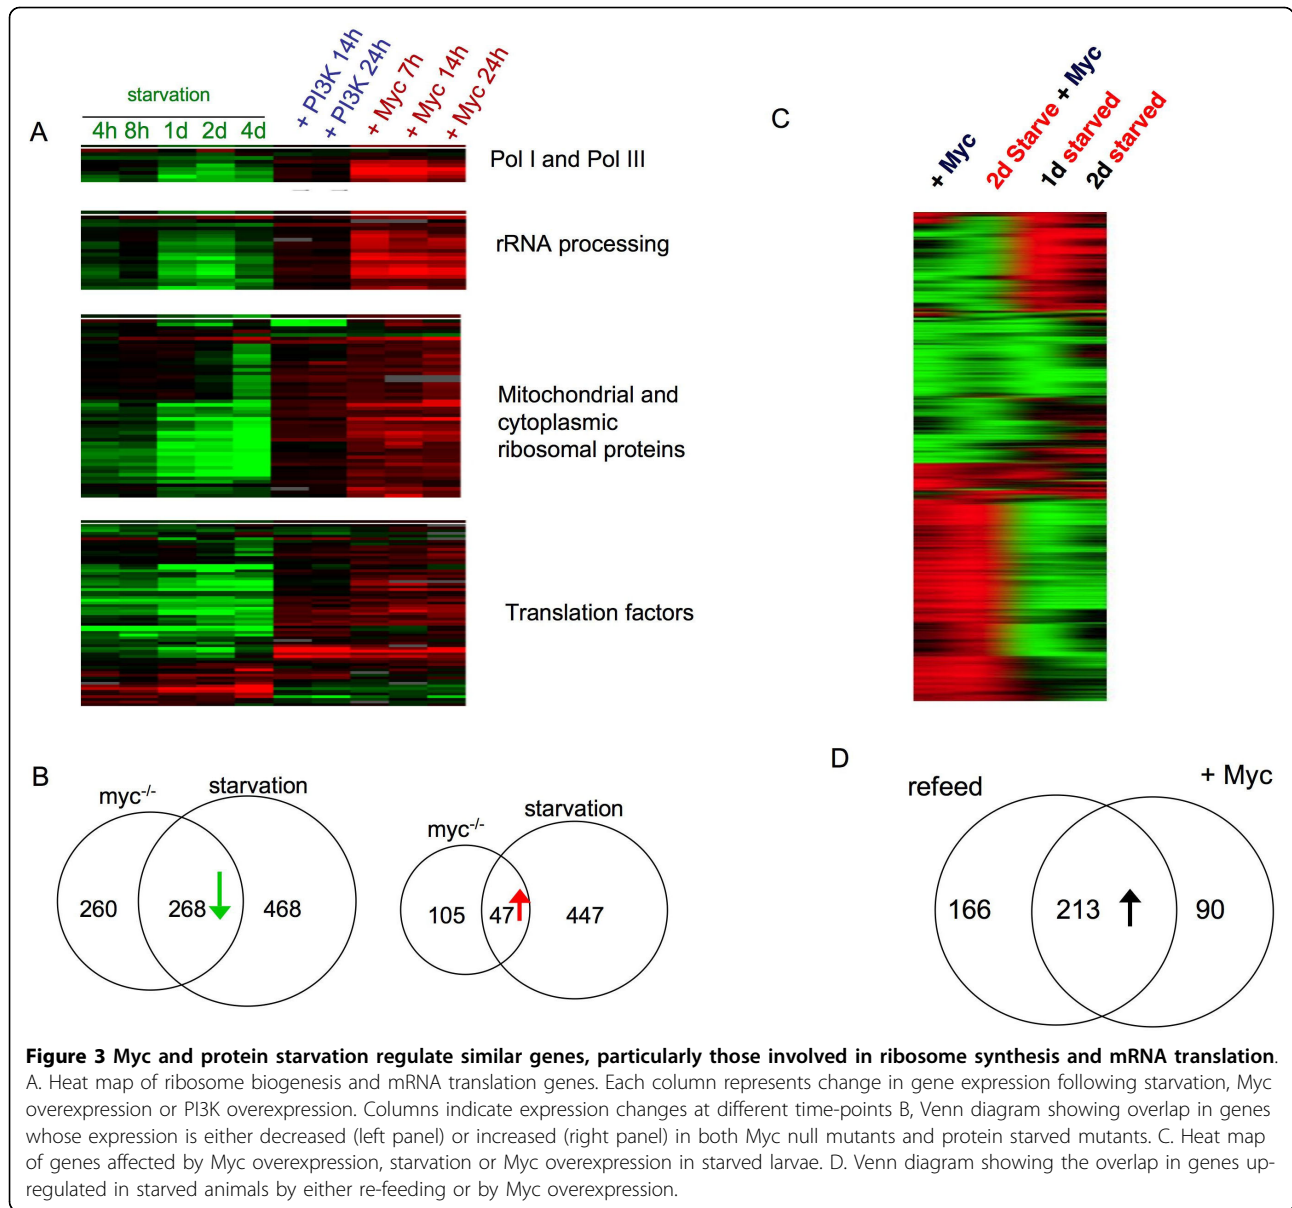 A
starvation
4h 8h 1d 2d 4d
+ PI3K 14h
+ PI3K 24h
+ Myc 7h
+ Myc 14h
+ Myc 24h
Pol I and Pol III
rRNA processing
Mitochondrial and
cytoplasmic
ribosomal proteins
Translation factors
C
+ Myc
2d Starve + Myc
1d starved
2d starved
B
myc-/-
starvation
260
268
468
myc-/-
starvation
105
47
447
D
refeed
+ Myc
166
213
90
Figure 3 Myc and protein starvation regulate similar genes, particularly those involved in ribosome synthesis and mRNA translation.
A. Heat map of ribosome biogenesis and mRNA translation genes. Each column represents change in gene expression following starvation, Myc
overexpression or PI3K overexpression. Columns indicate expression changes at different time-points B, Venn diagram showing overlap in genes
whose expression is either decreased (left panel) or increased (right panel) in both Myc null mutants and protein starved mutants. C. Heat map
of genes affected by Myc overexpression, starvation or Myc overexpression in starved larvae. D. Venn diagram showing the overlap in genes up-
regulated in starved animals by either re-feeding or by Myc overexpression.